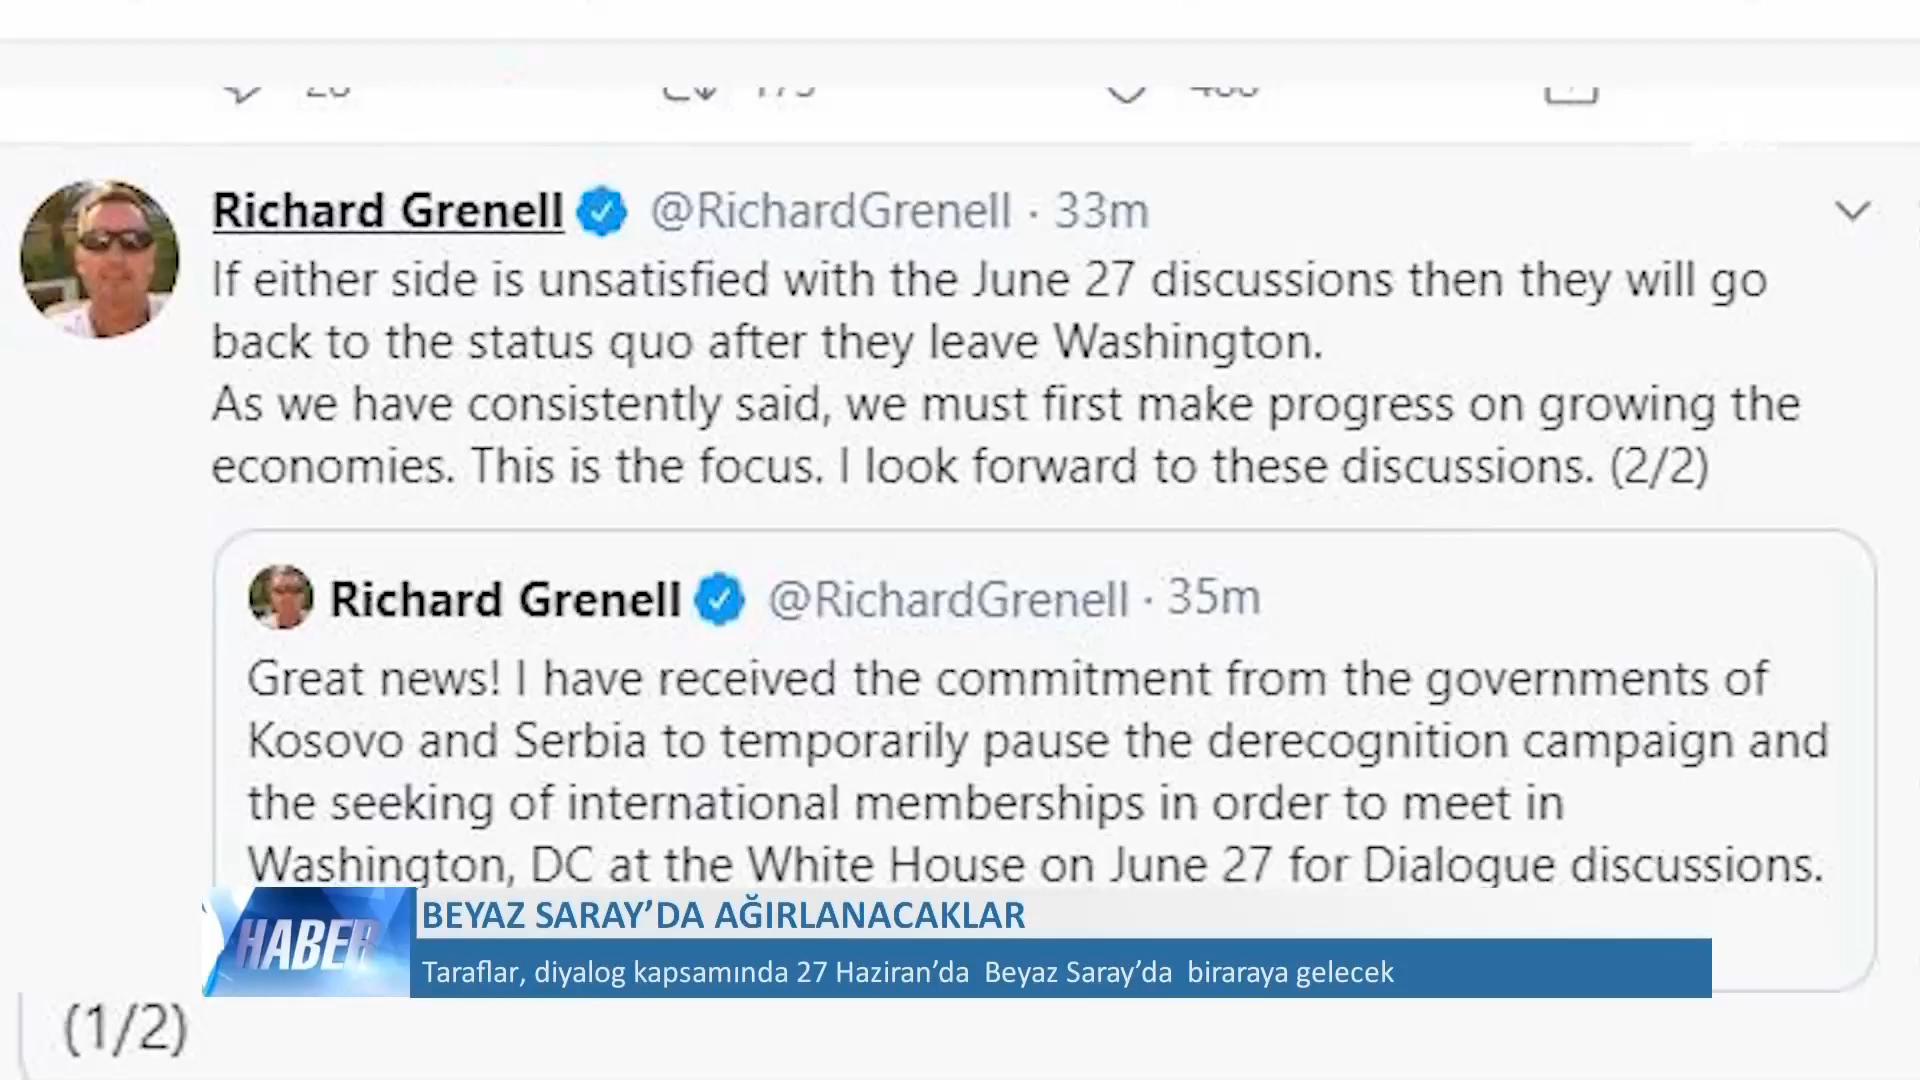 Richard Grenell @RichardGrenell · 33m
If either side is unsatisfied with the June 27 discussions then they will go
back to the status quo after they leave Washington.
As we have consistently said, we must first make progress on growing the
economies. This is the focus. I look forward to these discussions. (2/2)
Richard Grenell @RichardGrenell · 35m
Great news! I have received the commitment from the governments of
Kosovo and Serbia to temporarily pause the derecognition campaign and
the seeking of international memberships in order to meet in
Washington, DC at the White House on June 27 for Dialogue discussions.
HABER
BEYAZ SARAY’DA AĞIRLANACAKLAR
Taraflar, diyalog kapsamında 27 Haziran’da Beyaz Saray’da biraraya gelecek
(1/2)